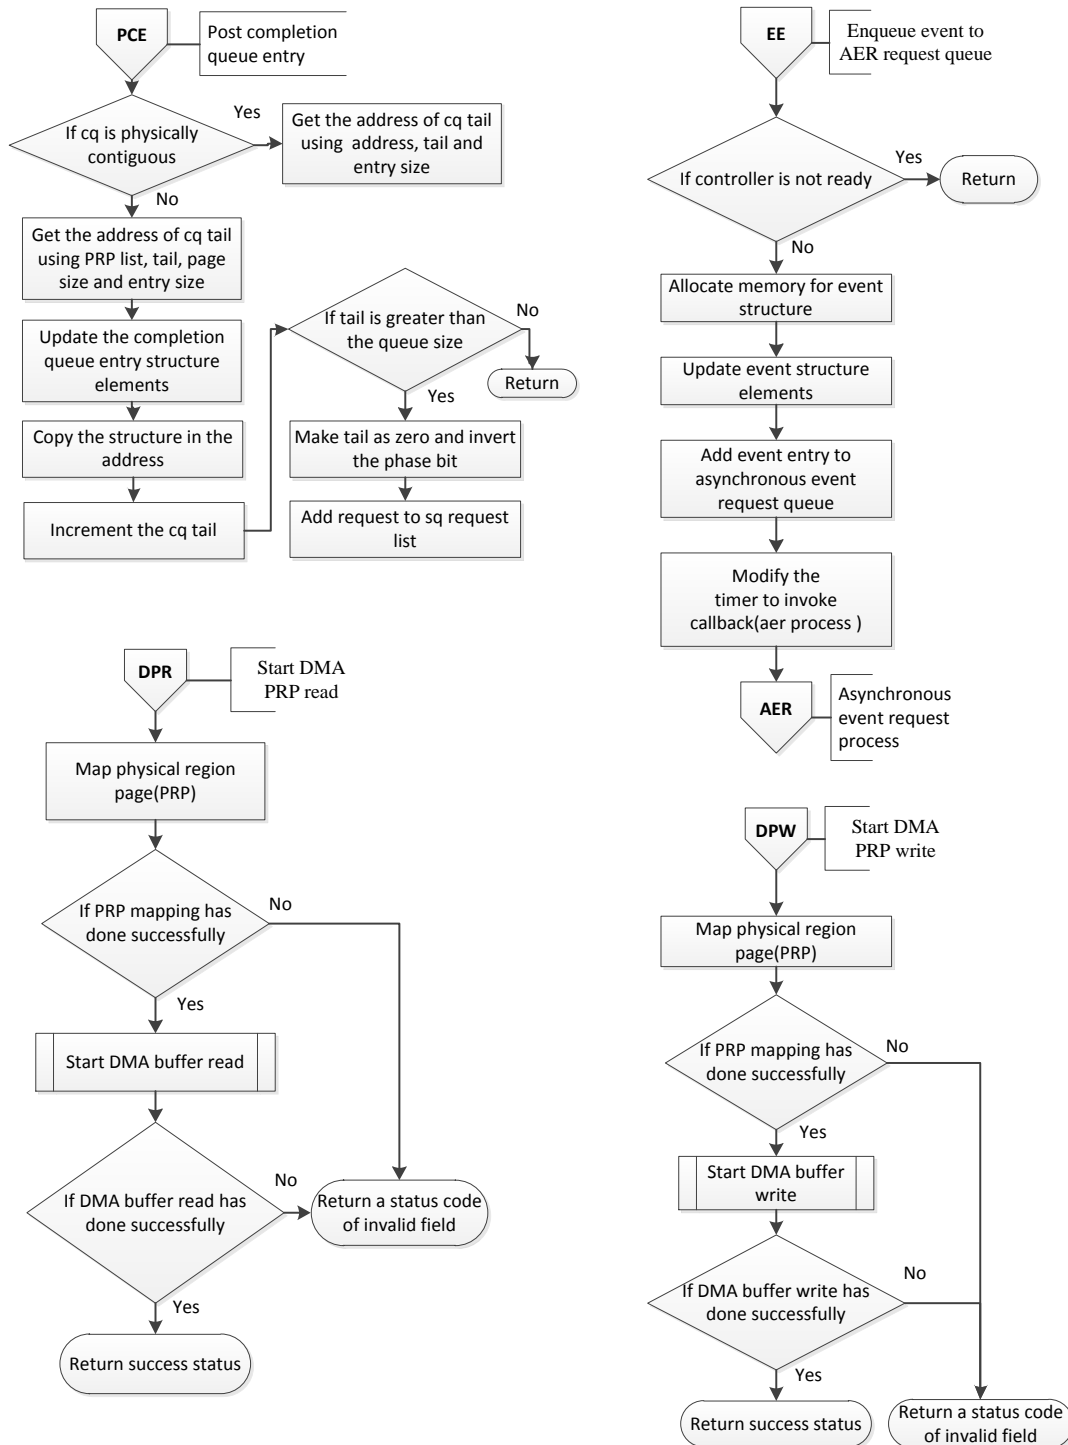 PCE
Post completion
queue entry
If cq is physically
contiguous
Yes
Get the address of cq tail
using  address, tail and
entry size
No
Get the address of cq tail
using PRP list, tail, page
size and entry size
Update the completion
queue entry structure
elements
Copy the structure in the
address
Increment the cq tail
If tail is greater than
the queue size
No
Return
Yes
Make tail as zero and invert
the phase bit
Add request to sq request
list
EE
Enqueue event to
AER request queue
If controller is not ready
Yes
Return
No
Allocate memory for event
structure
Update event structure
elements
Add event entry to
asynchronous event
request queue
Modify the
timer to invoke
callback(aer process )
AER
Asynchronous
event request
process
DPR
Start DMA
PRP read
Map physical region
page(PRP)
If PRP mapping has
done successfully
No
Yes
Start DMA buffer read
If DMA buffer read has
done successfully
No
Return a status code
of invalid field
Yes
Return success status
DPW
Start DMA
PRP write
Map physical region
page(PRP)
If PRP mapping has
done successfully
No
Yes
Start DMA buffer
write
If DMA buffer write has
done successfully
No
Yes
Return success status
Return a status code
of invalid field